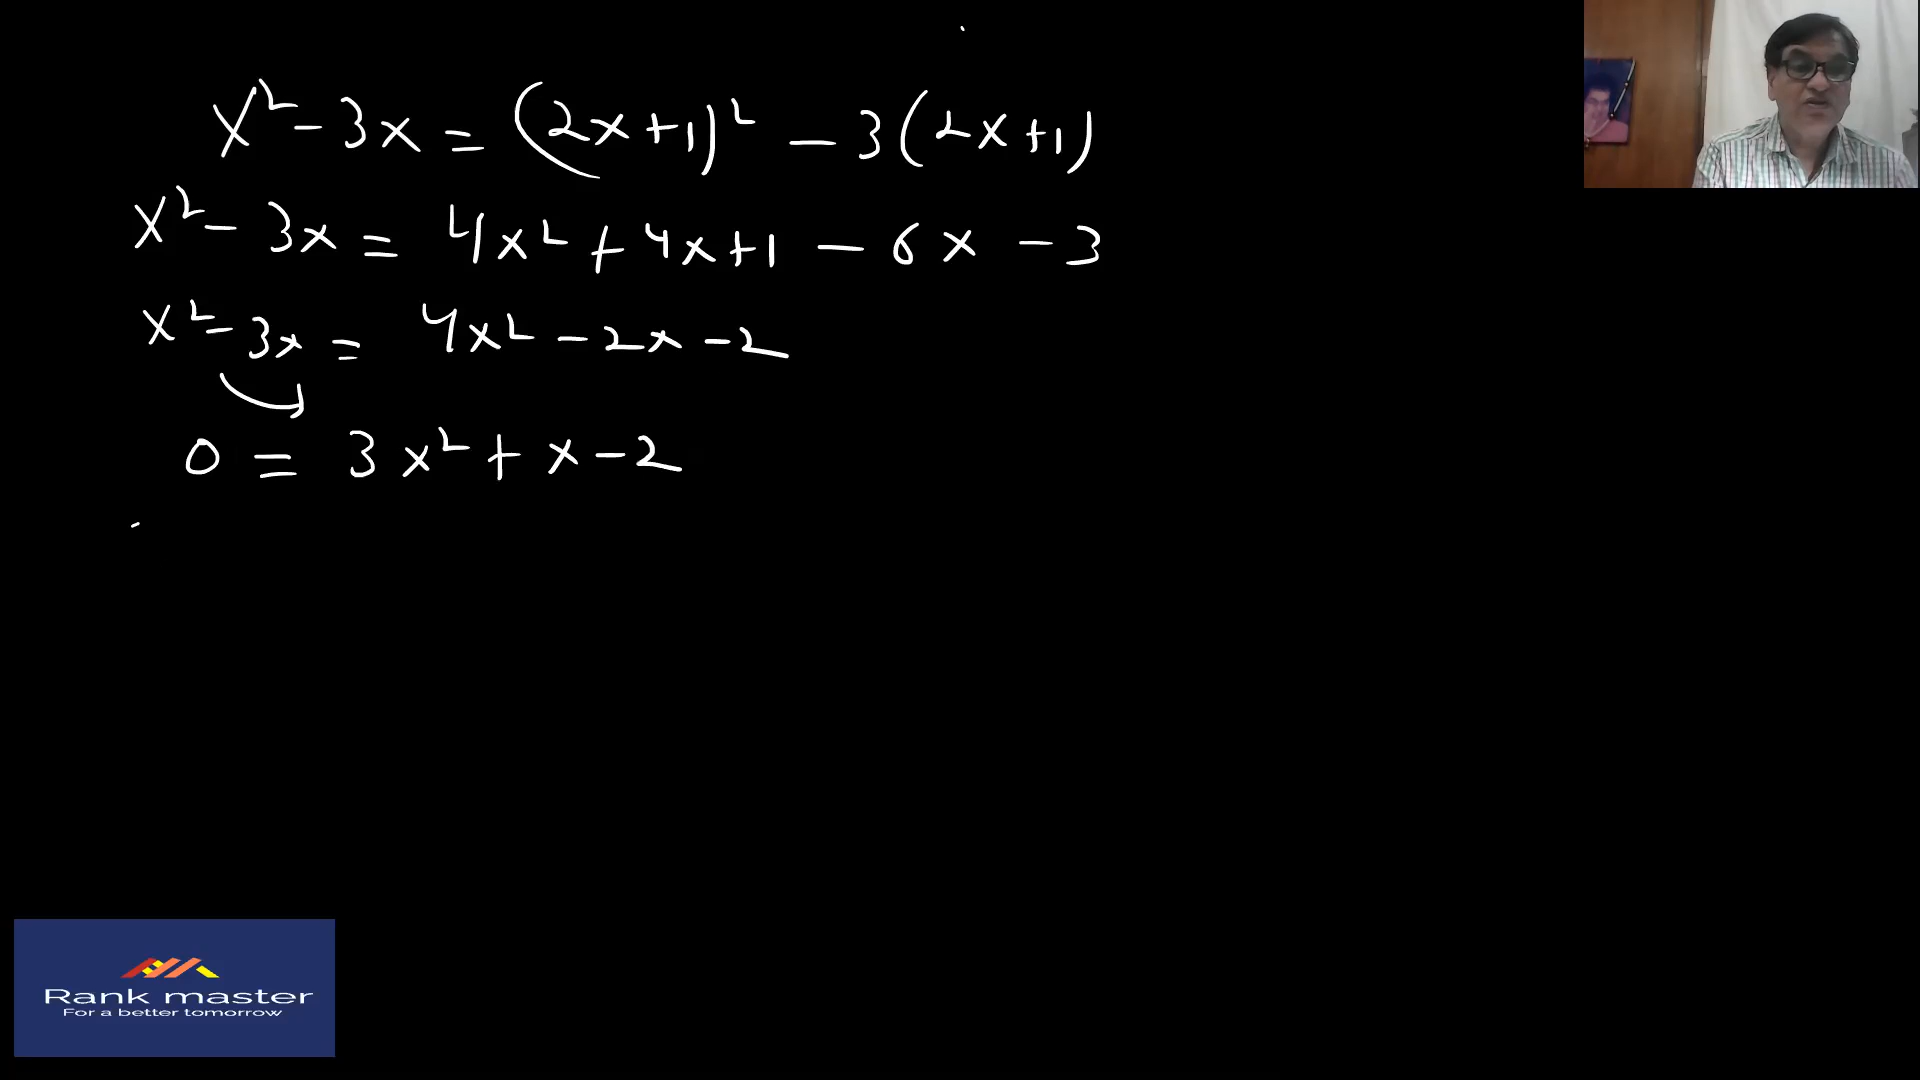 x² - 3x = (2x + 1)² - 3(2x + 1)
x² - 3x = 4x² + 4x + 1 - 6x - 3
x² - 3x = 4x² - 2x - 2
0 = 3x² + x - 2
Rank master
For a better tomorrow